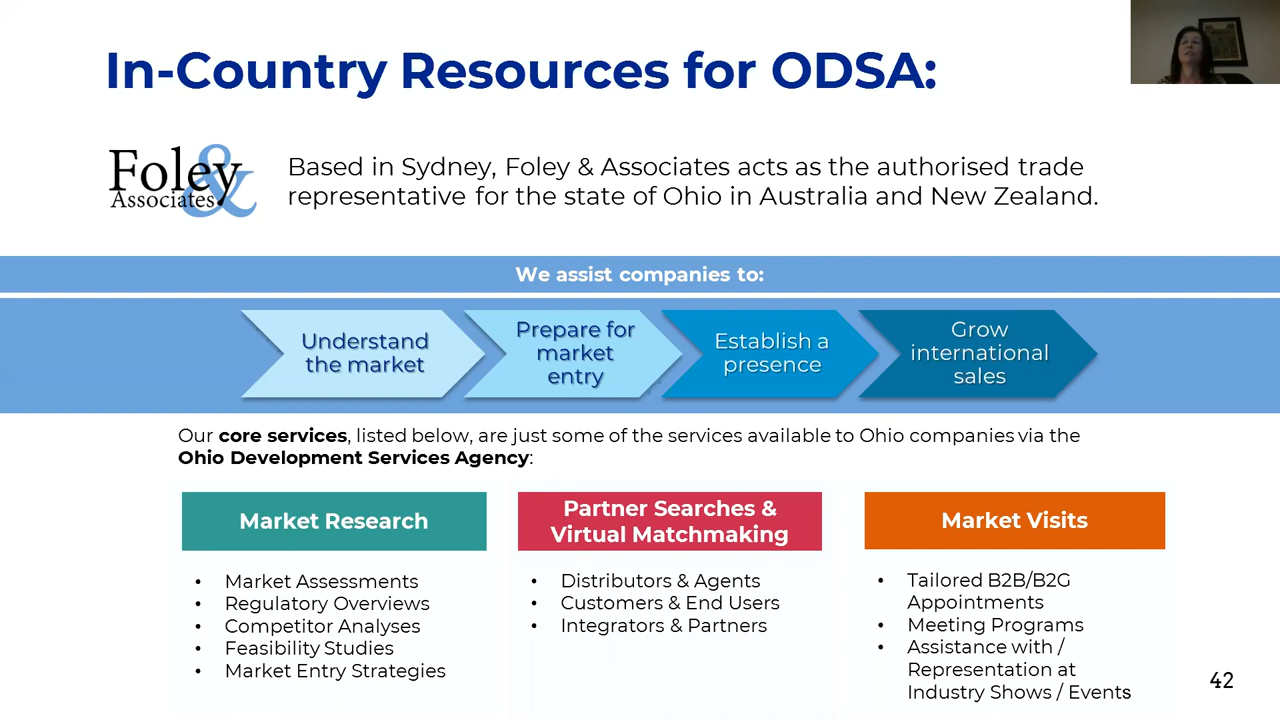 In-Country Resources for ODSA:
Foley &
Associates
Based in Sydney, Foley & Associates acts as the authorised trade
representative for the state of Ohio in Australia and New Zealand.
We assist companies to:
Understand
the market
Prepare for
market
entry
Establish a
presence
Grow
international
sales
Our core services, listed below, are just some of the services available to Ohio companies via the
Ohio Development Services Agency:
Market Research
• Market Assessments
• Regulatory Overviews
• Competitor Analyses
• Feasibility Studies
• Market Entry Strategies
Partner Searches &
Virtual Matchmaking
• Distributors & Agents
• Customers & End Users
• Integrators & Partners
Market Visits
• Tailored B2B/B2G
Appointments
• Meeting Programs
• Assistance with /
Representation at
Industry Shows / Events
42